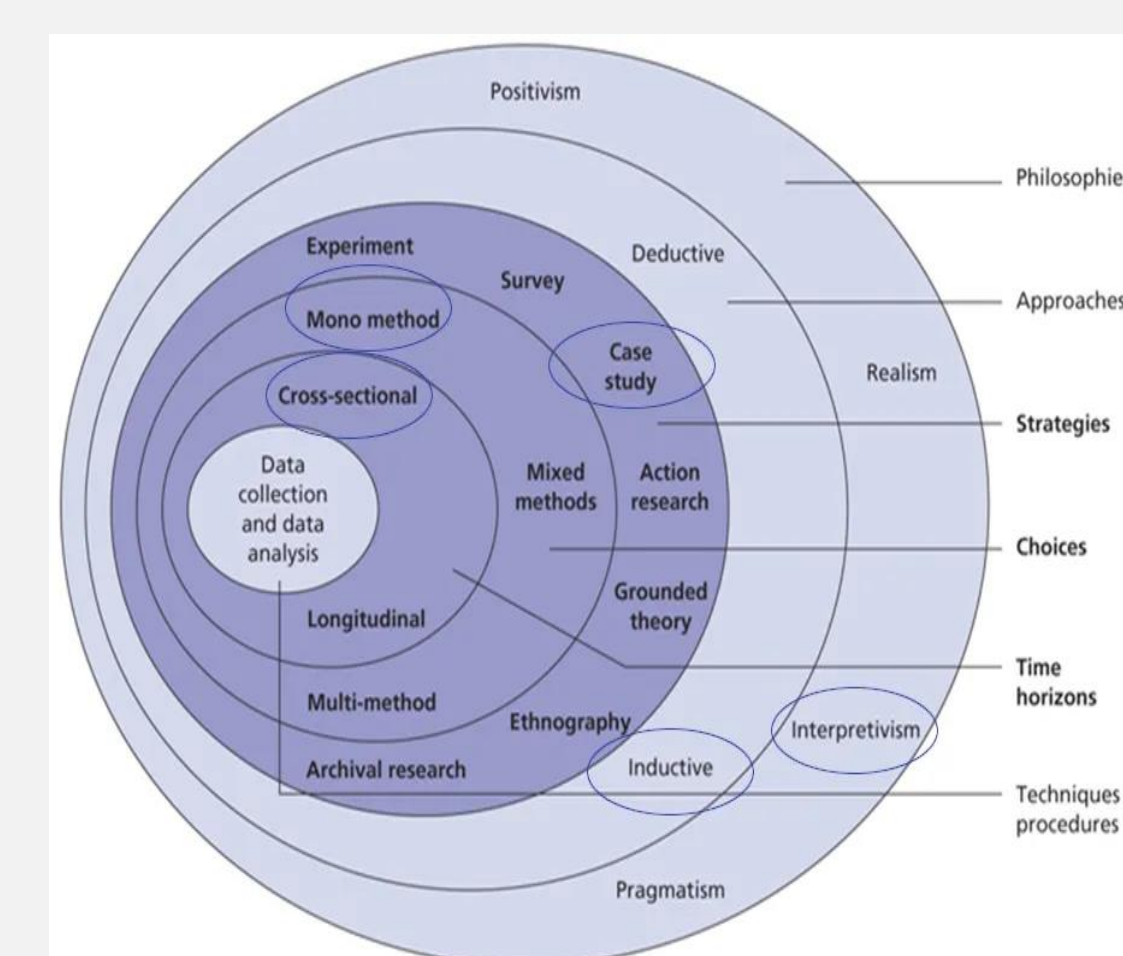 Positivism
Philosophie
Experiment
Deductive
Survey
Approaches
Mono method
Case
study
Realism
Cross-sectional
Strategies
Data
collection
and data
analysis
Mixed
methods
Action
research
Choices
Grounded
theory
Longitudinal
Time
horizons
Multi-method
Ethnography
Interpretivism
Archival research
Inductive
Techniques
procedures
Pragmatism